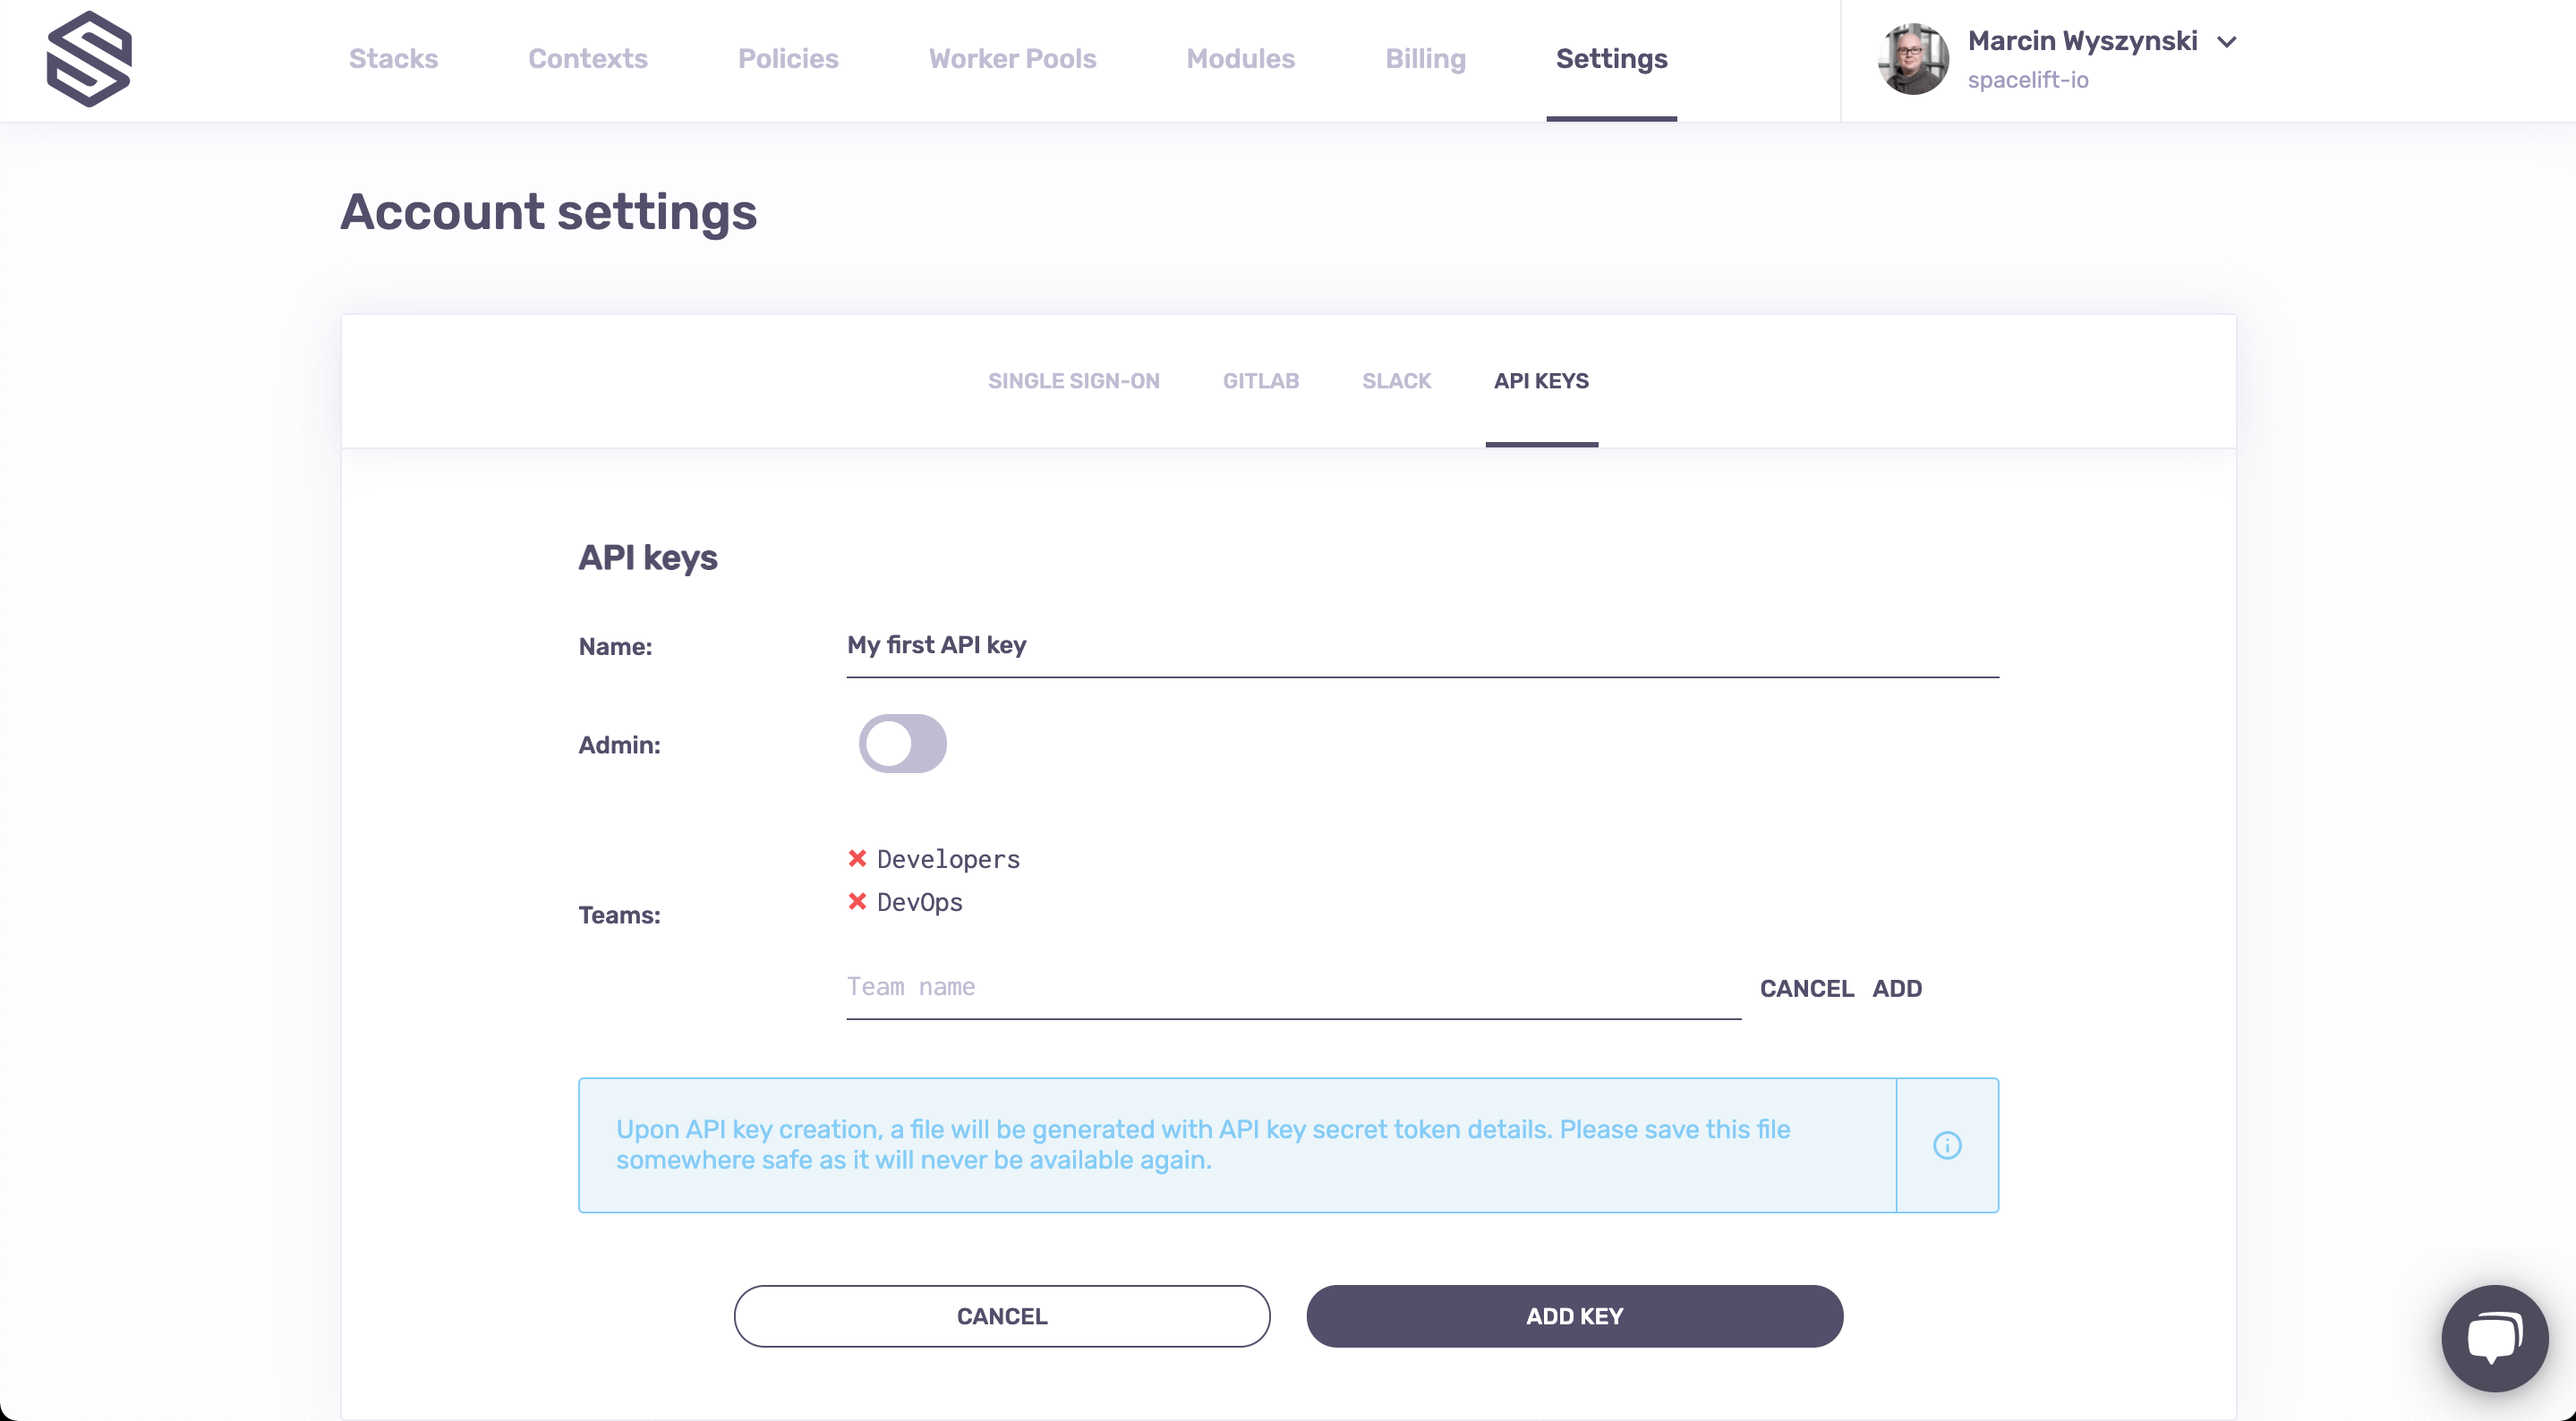 Stacks Contexts Policies Worker Pools Modules Billing Settings
Marcin Wyszynski
spacelift-io
Account settings
SINGLE SIGN-ON GITLAB SLACK API KEYS
API keys
Name: My first API key
Admin:
Developers
DevOps
Teams:
Team name CANCEL ADD
Upon API key creation, a file will be generated with API key secret token details. Please save this file
somewhere safe as it will never be available again.
CANCEL ADD KEY